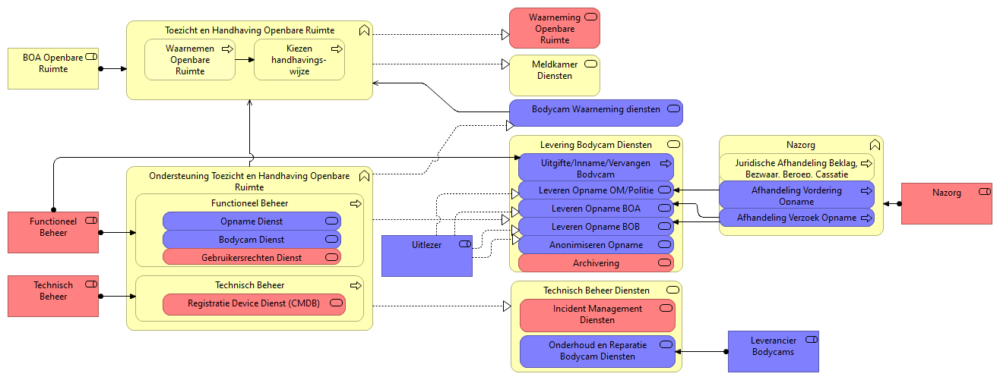 Toezicht en Handhaving Openbare Ruimte
Waarnemen
Openbare
Ruimte
Kiezen
handhavings-
wijze
BOA Openbare
Ruimte
Waarneming
Openbare
Ruimte
Meldkamer
Diensten
Bodycam Waarneming diensten
Levering Bodycam Diensten
Uitgifte/Inname/Vervangen
Bodycam
Leveren Opname OM/Politie
Leveren Opname BOA
Leveren Opname BOB
Anonimiseren Opname
Archivering
Nazorg
Juridische Afhandeling Beklag,
Bezwaar, Beroep, Cassatie
Afhandeling Vordering
Opname
Afhandeling Verzoek Opname
Nazorg
Ondersteuning Toezicht en Handhaving Openbare
Ruimte
Functioneel Beheer
Opname Dienst
Bodycam Dienst
Gebruikersrechten Dienst
Technisch Beheer
Registratie Device Dienst (CMDB)
Functioneel
Beheer
Technisch
Beheer
Uitlezer
Technisch Beheer Diensten
Incident Management
Diensten
Onderhoud en Reparatie
Bodycam Diensten
Leverancier
Bodycams